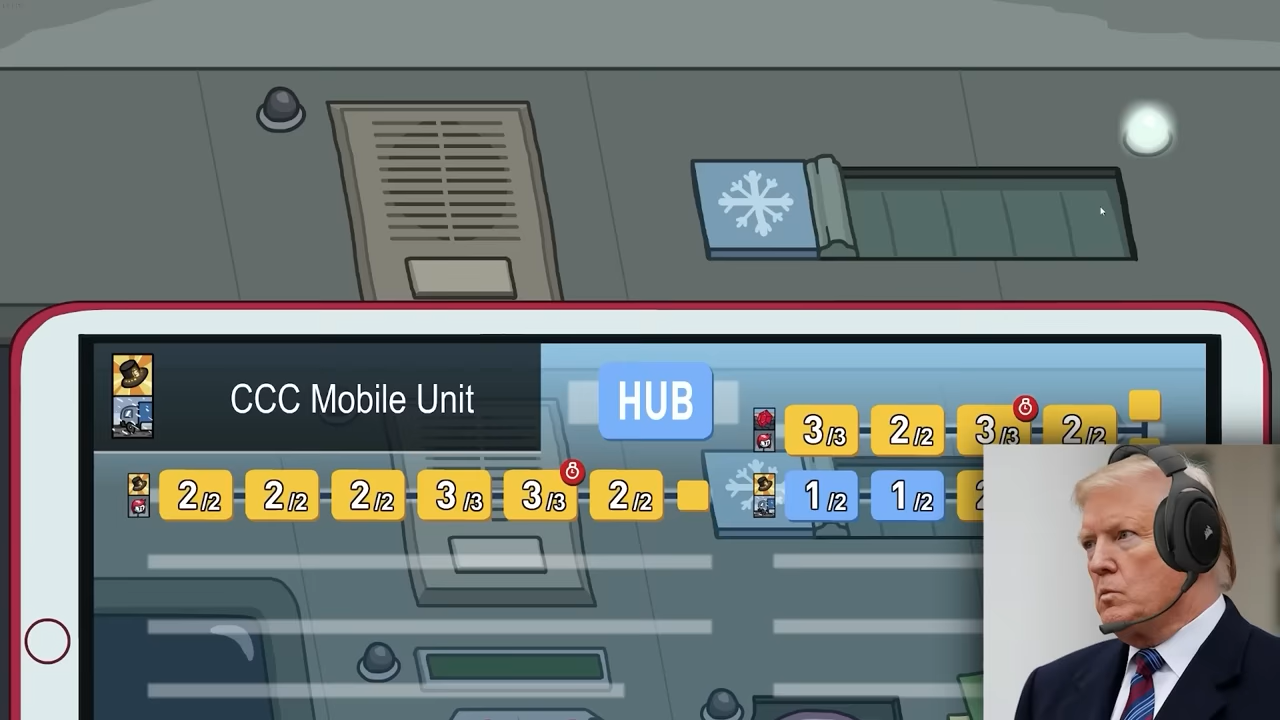 CCC Mobile Unit
HUB
3/3 2/2 3/3 2/2
2/2 2/2 2/2 3/3 3/3 2/2
1/2 1/2